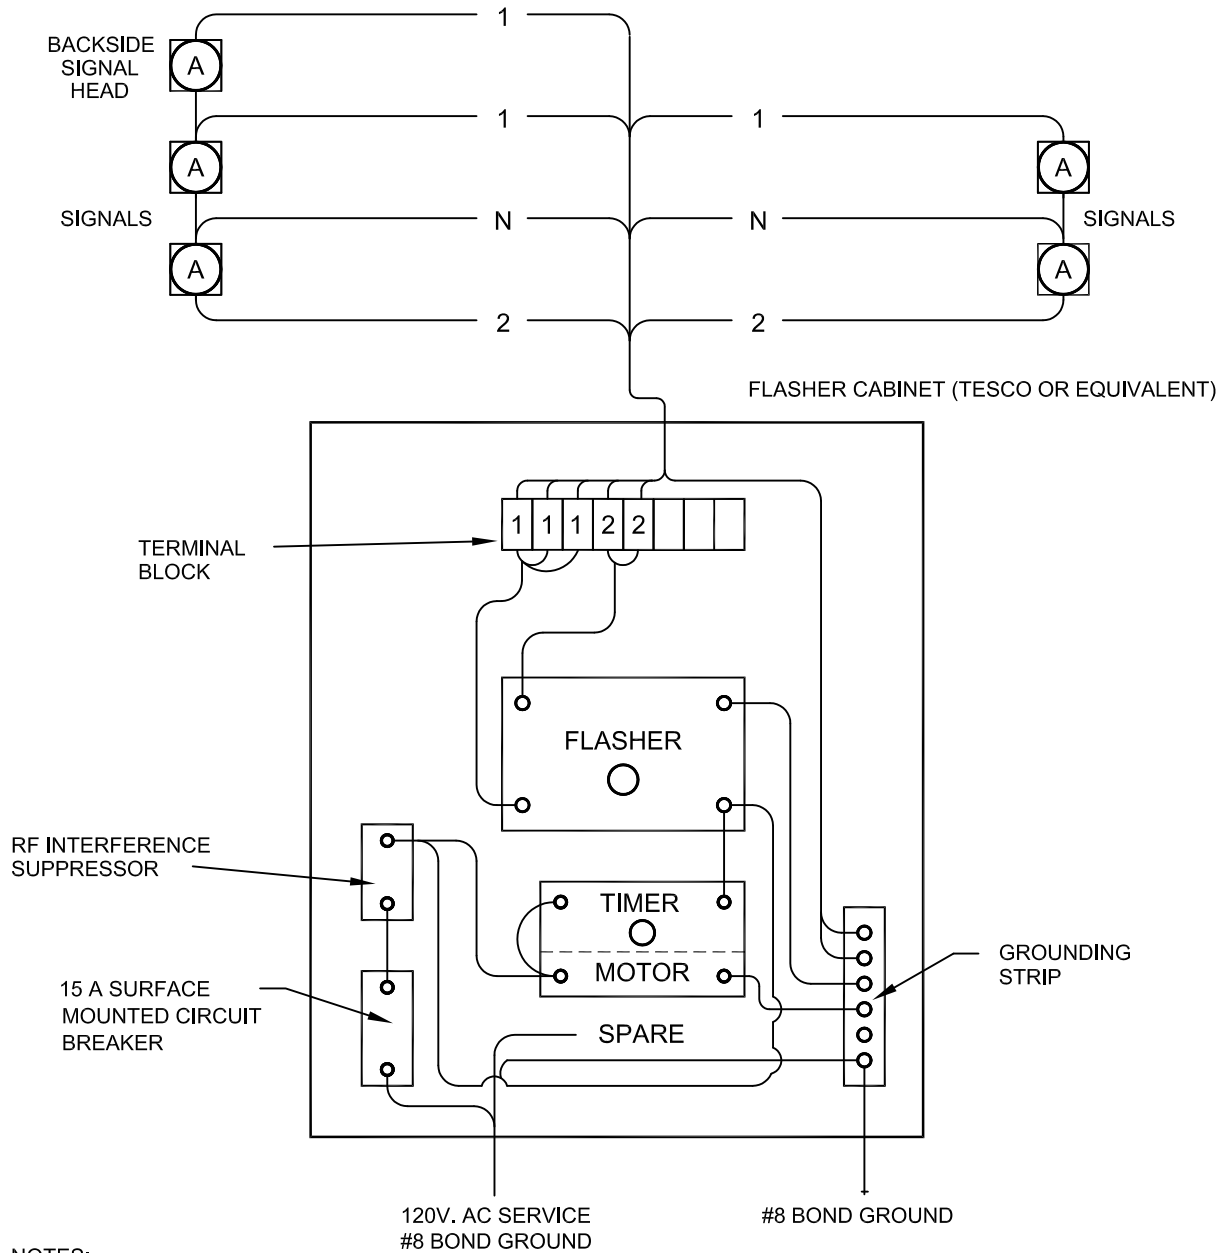 1
BACKSIDE
SIGNAL
HEAD
A
1
1
A
A
SIGNALS
N
N
SIGNALS
A
A
2
2
FLASHER CABINET (TESCO OR EQUIVALENT)
1 1 1 2 2
TERMINAL
BLOCK
FLASHER
RF INTERFERENCE
SUPPRESSOR
TIMER
MOTOR
GROUNDING
STRIP
15 A SURFACE
MOUNTED CIRCUIT
BREAKER
SPARE
120V. AC SERVICE
#8 BOND GROUND
#8 BOND GROUND
NOTES: